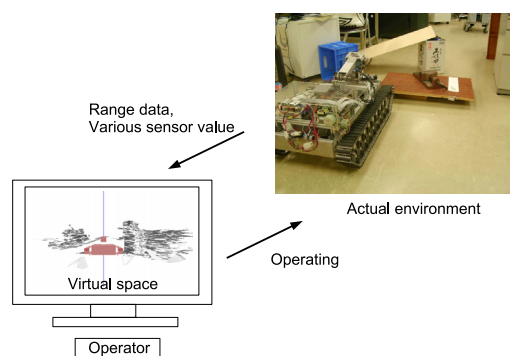 Range data,
Various sensor value
Actual environment
Operating
Virtual space
Operator